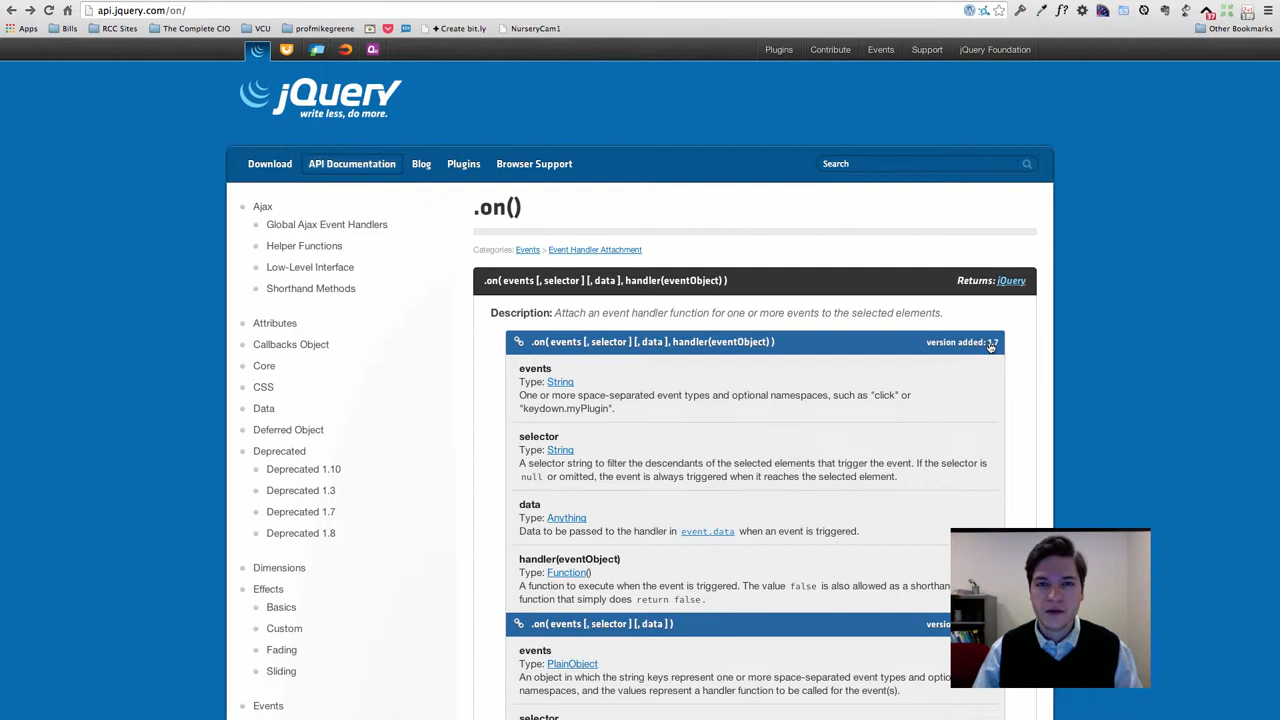 api.jquery.com/on/
Apps Bills RCC Sites The Complete CIO VCU profmikegreene + Create bit.ly NurseryCam1 Other Bookmarks
37
Plugins Contribute Events Support jQuery Foundation
jQuery
write less, do more.
Download API Documentation Blog Plugins Browser Support Search
Ajax
Global Ajax Event Handlers
Helper Functions
Low-Level Interface
Shorthand Methods
Attributes
Callbacks Object
Core
CSS
Data
Deferred Object
Deprecated
Deprecated 1.10
Deprecated 1.3
Deprecated 1.7
Deprecated 1.8
Dimensions
Effects
Basics
Custom
Fading
Sliding
Events
.on()
Categories: Events > Event Handler Attachment
.on( events [, selector ] [, data ], handler(eventObject) ) Returns: jQuery
Description: Attach an event handler function for one or more events to the selected elements.
.on( events [, selector ] [, data ], handler(eventObject) ) version added: 1.7
events
Type: String
One or more space-separated event types and optional namespaces, such as "click" or
"keydown.myPlugin".
selector
Type: String
A selector string to filter the descendants of the selected elements that trigger the event. If the selector is
null or omitted, the event is always triggered when it reaches the selected element.
data
Type: Anything
Data to be passed to the handler in event.data when an event is triggered.
handler(eventObject)
Type: Function()
A function to execute when the event is triggered. The value false is also allowed as a
function that simply does return false.
.on( events [, selector ] [, data ] )
events
Type: PlainObject
An object in which the string keys represent one or more space-separated event types and
namespaces, and the values represent a handler function to be called for the event(s).
selector